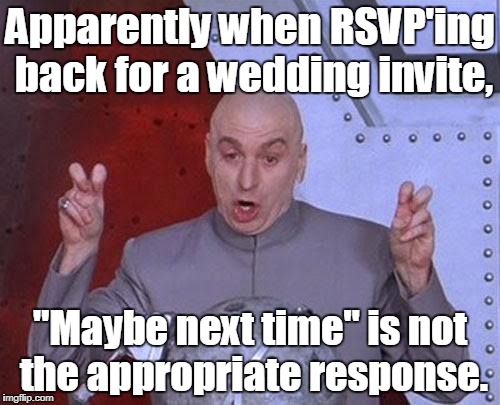 Apparently when RSVP'ing
back for a wedding invite,
"Maybe next time" is not
the appropriate response.
imgflip.com